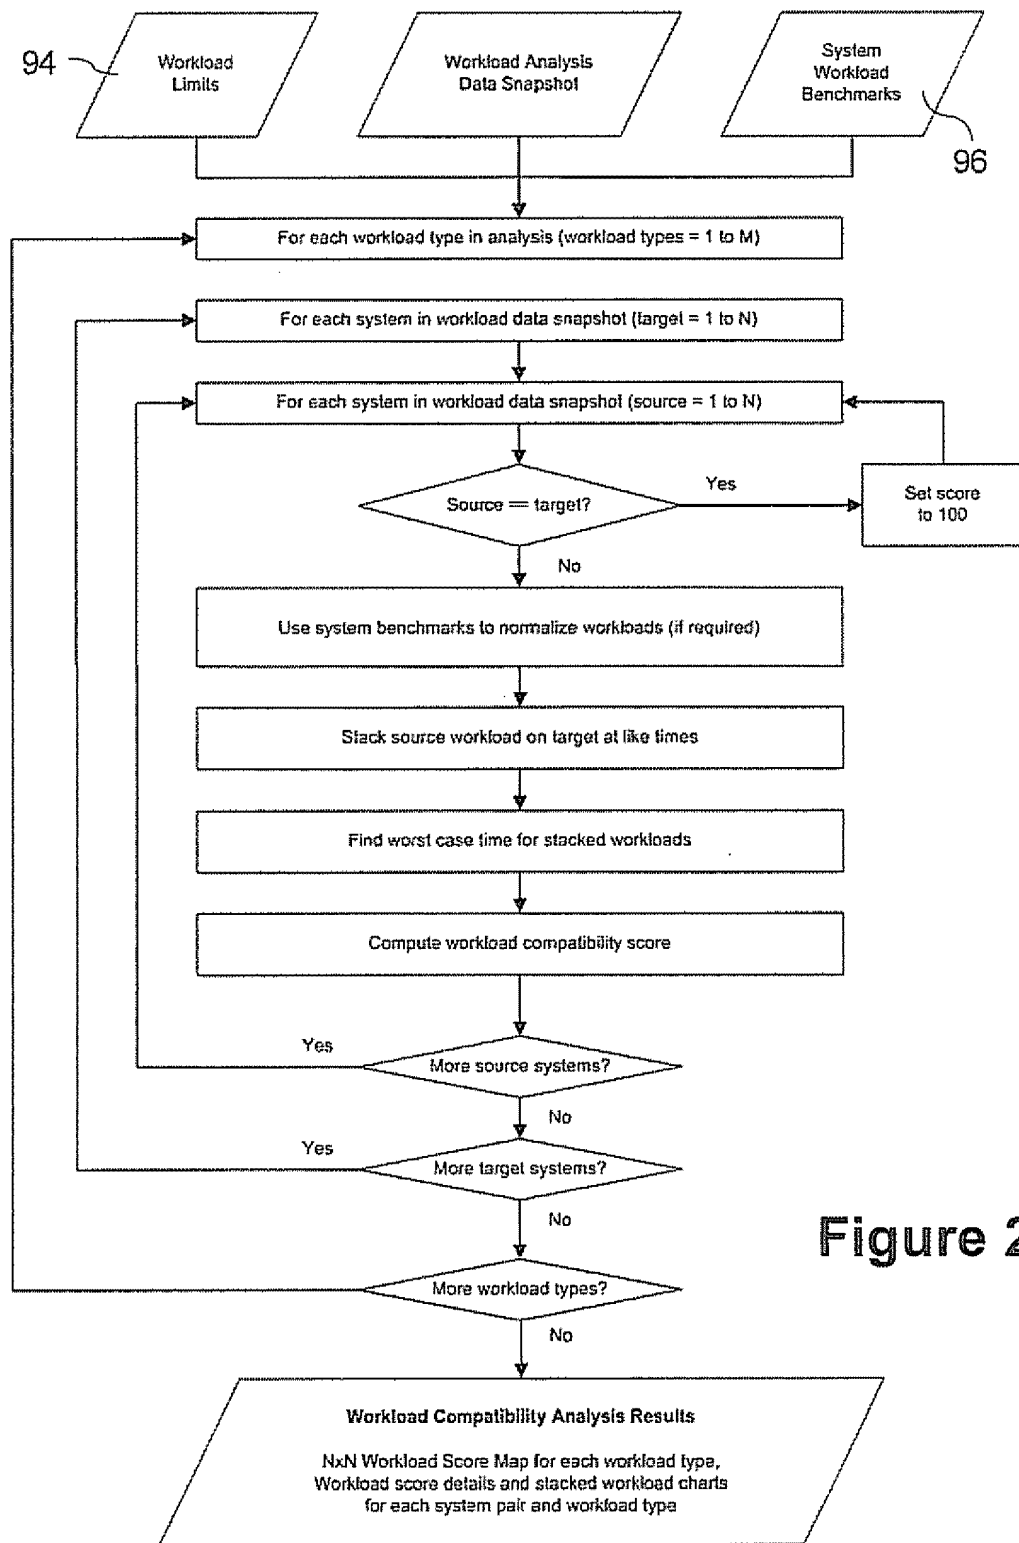 94
Workload
Limits
Workload Analysis
Data Snapshot
System
Workload
Benchmarks
96
For each workload type in analysis (workload types = 1 to M)
For each system in workload data snapshot (target = 1 to N)
For each system in workload data snapshot (source = 1 to N)
Source == target?
Yes
Set score
to 100
No
Use system benchmarks to normalize workloads (if required)
Stack source workload on target at like times
Find worst case time for stacked workloads
Compute workload compatibility score
Yes
More source systems?
No
Yes
More target systems?
No
Figure 2
More workload types?
No
Workload Compatibility Analysis Results
NxN Workload Score Map for each workload type,
Workload score details and stacked workload charts
for each system pair and workload type